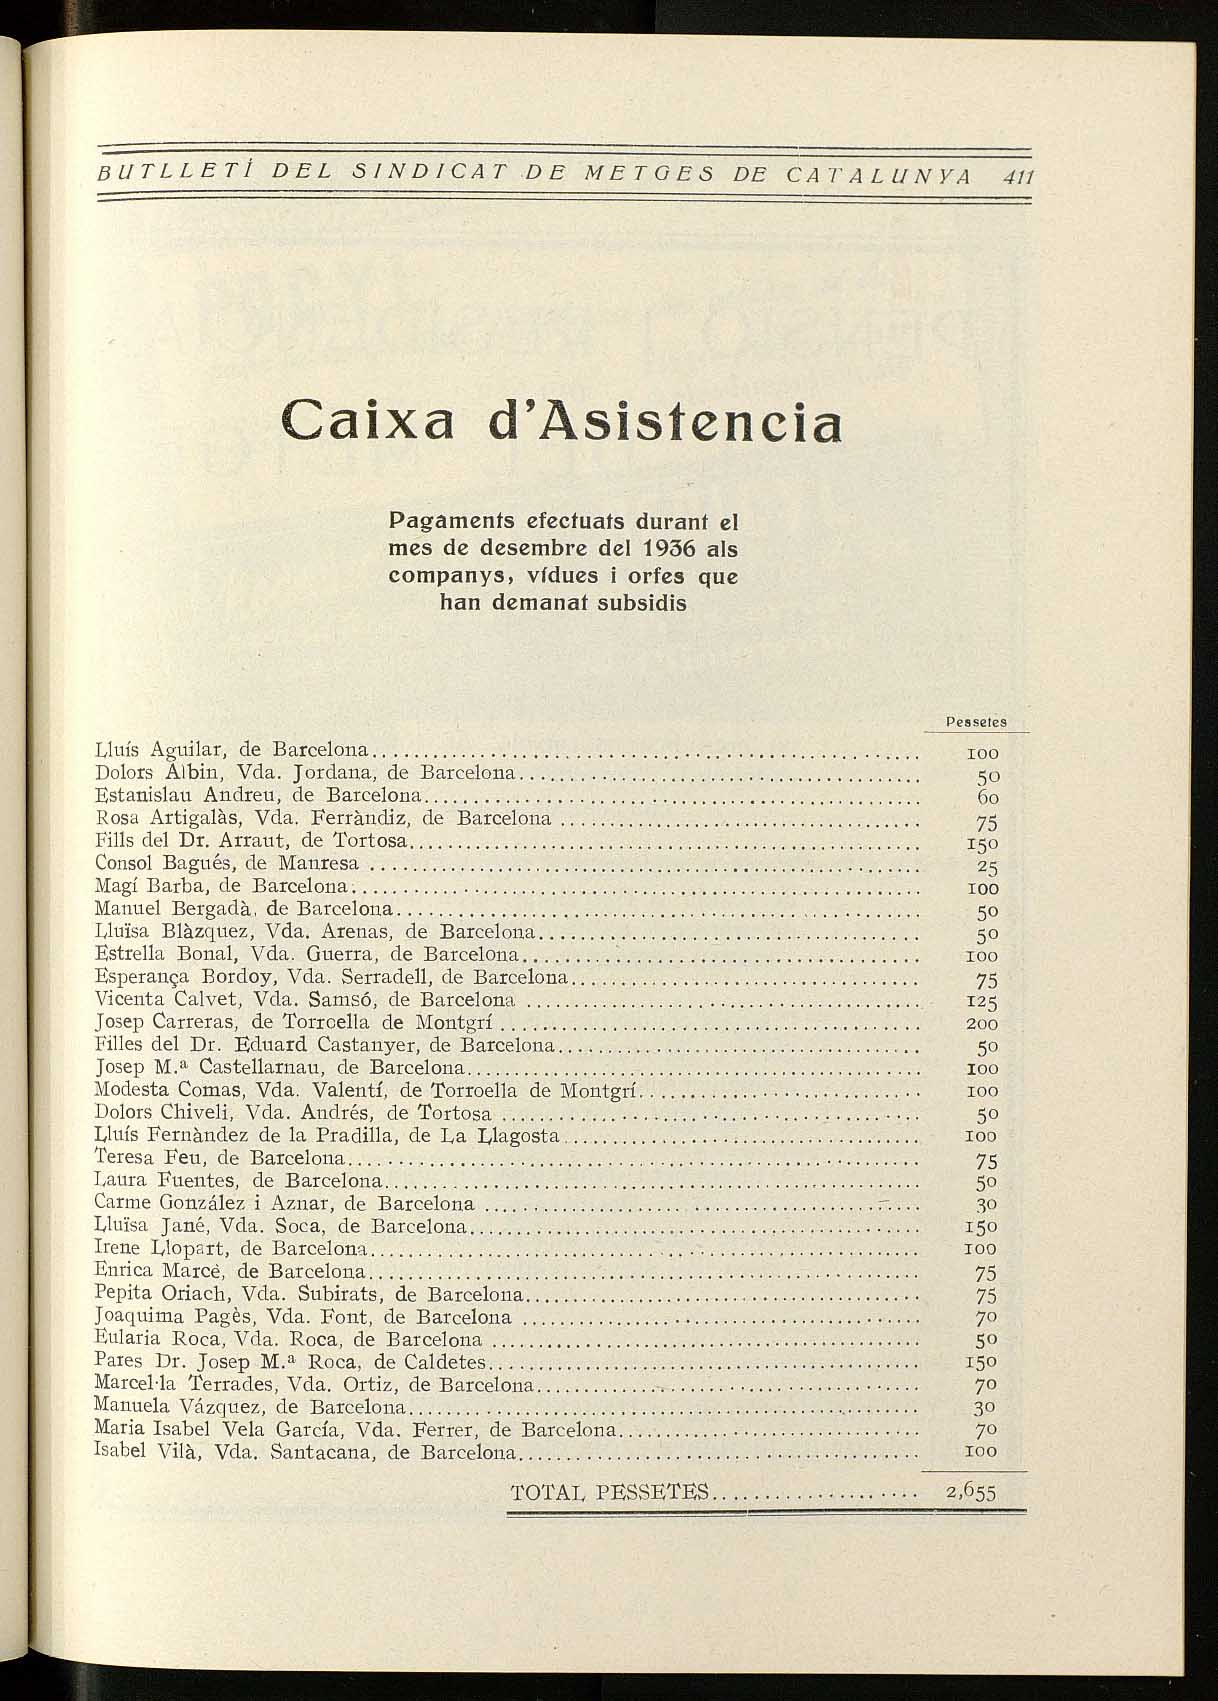 BUTLLETÍ DEL SINDICAT DE METGES DE CATALUNYA 411
Caixa d'Asistencia
Pagaments efectuats durant el
mes de desembre del 1936 als
companys, vídues i orfes que
han demanat subsidis
Pessetes
Lluís Aguilar, de Barcelona 100
Dolors Albin, Vda. Jordana, de Barcelona 50
Estanislau Andreu, de Barcelona 60
Rosa Artigalàs, Vda. Ferràndiz, de Barcelona 75
Fills del Dr. Arraut, de Tortosa 150
Consol Bagués, de Manresa 25
Magí Barba, de Barcelona 100
Manuel Bergadà, de Barcelona 50
Lluïsa Blàzquez, Vda. Arenas, de Barcelona 50
Estrella Bonal, Vda. Guerra, de Barcelona 100
Esperança Bordoy, Vda. Serradell, de Barcelona 75
Vicenta Calvet, Vda. Samsó, de Barcelona 125
Josep Carreras, de Torroella de Montgrí 200
Filles del Dr. Eduard Castanyer, de Barcelona 50
Josep M.ª Castellarnau, de Barcelona 100
Modesta Comas, Vda. Valentí, de Torroella de Montgrí 100
Dolors Chiveli, Vda. Andrés, de Tortosa 50
Lluís Fernàndez de la Pradilla, de La Llagosta 100
Teresa Feu, de Barcelona 75
Laura Fuentes, de Barcelona 50
Carme González i Aznar, de Barcelona 30
Lluïsa Jané, Vda. Soca, de Barcelona 150
Irene Llopart, de Barcelona 100
Enrica Marcè, de Barcelona 75
Pepita Oriach, Vda. Subirats, de Barcelona 75
Joaquima Pagès, Vda. Font, de Barcelona 70
Eularia Roca, Vda. Roca, de Barcelona 50
Pares Dr. Josep M.ª Roca, de Caldetes 150
Marcel·la Terrades, Vda. Ortiz, de Barcelona 70
Manuela Vázquez, de Barcelona 30
Maria Isabel Vela García, Vda. Ferrer, de Barcelona 70
Isabel Vilà, Vda. Santacana, de Barcelona 100
TOTAL PESSETES 2,655